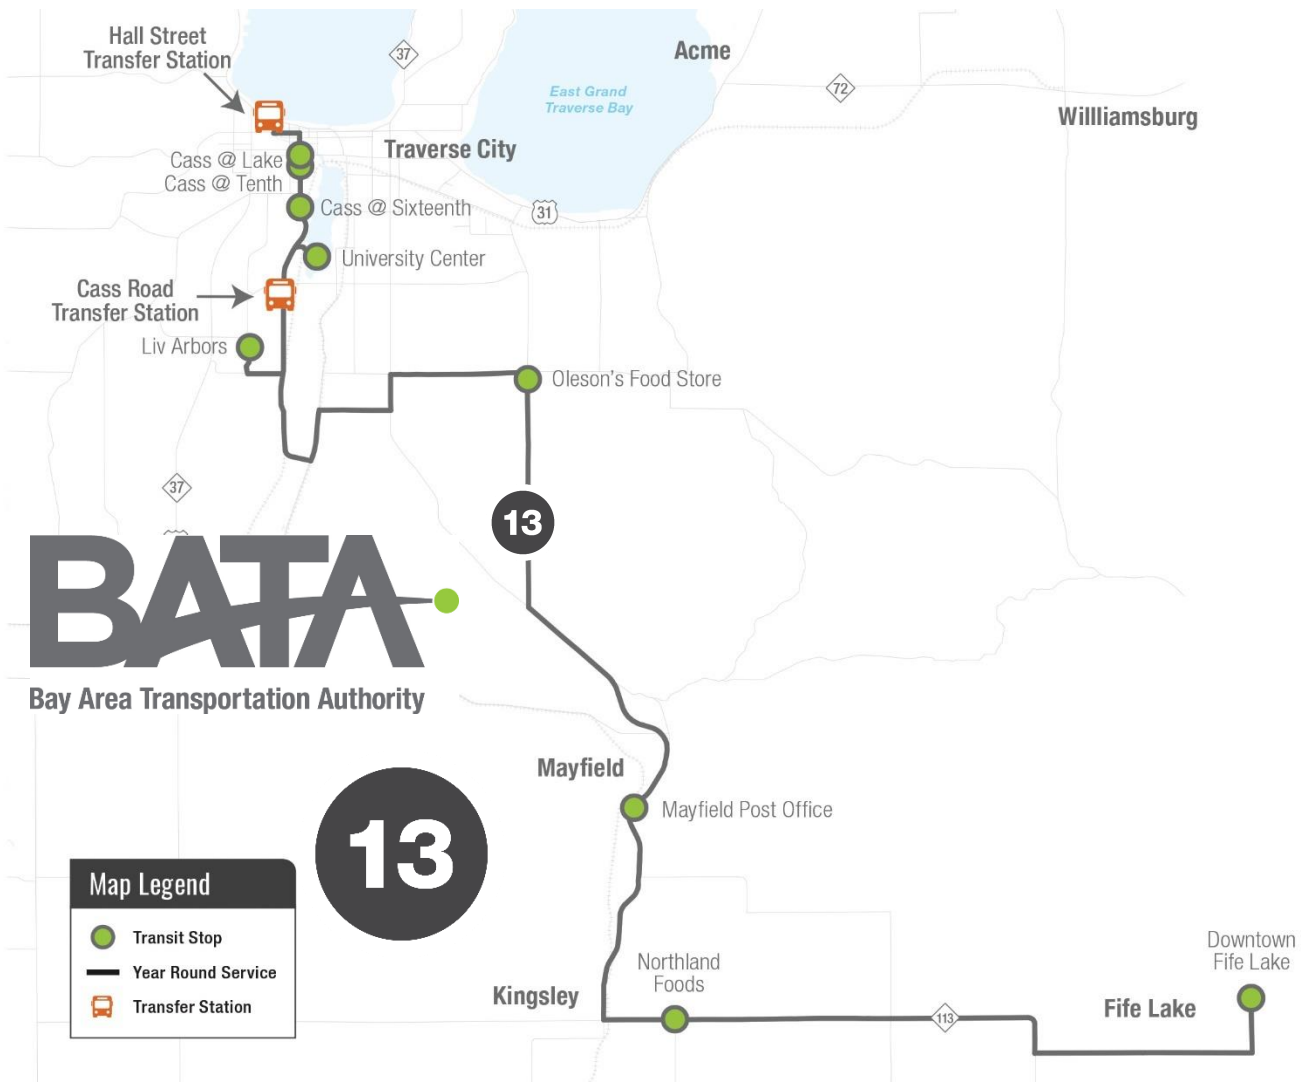 Hall Street
Transfer Station
37
Acme
East Grand
Traverse Bay
72
Willliamsburg
Traverse City
Cass @ Lake
Cass @ Tenth
Cass @ Sixteenth
31
University Center
Cass Road
Transfer Station
Liv Arbors
Oleson's Food Store
37
13
BATA
Bay Area Transportation Authority
Mayfield
Mayfield Post Office
13
Map Legend
Transit Stop
Year Round Service
Transfer Station
Northland
Foods
Kingsley
113
Downtown
Fife Lake
Fife Lake